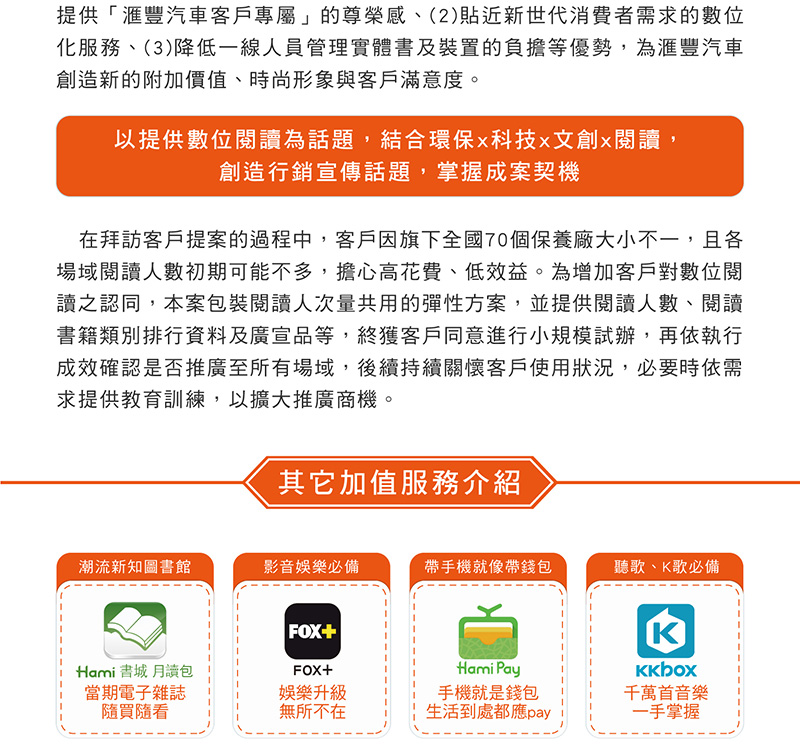 提供「滙豐汽車客戶專屬」的尊榮感、(2)貼近新世代消費者需求的數位
化服務、(3)降低一線人員管理實體書及裝置的負擔等優勢，為滙豐汽車
創造新的附加價值、時尚形象與客戶滿意度。
以提供數位閱讀為話題，結合環保x科技x文創x閱讀，
創造行銷宣傳話題，掌握成案契機
在拜訪客戶提案的過程中，客戶因旗下全國70個保養廠大小不一，且各
場域閱讀人數初期可能不多，擔心高花費、低效益。為增加客戶對數位閱
讀之認同，本案包裝閱讀人次量共用的彈性方案，並提供閱讀人數、閱讀
書籍類別排行資料及廣宣品等，終獲客戶同意進行小規模試辦，再依執行
成效確認是否推廣至所有場域，後續持續關懷客戶使用狀況，必要時依需
求提供教育訓練，以擴大推廣商機。
其它加值服務介紹
潮流新知圖書館
Hami 書城 月讀包
當期電子雜誌
隨買隨看
影音娛樂必備
FOX+
FOX+
娛樂升級
無所不在
帶手機就像帶錢包
Hami Pay
手機就是錢包
生活到處都應pay
聽歌、K歌必備
K
KKBOX
千萬首音樂
一手掌握